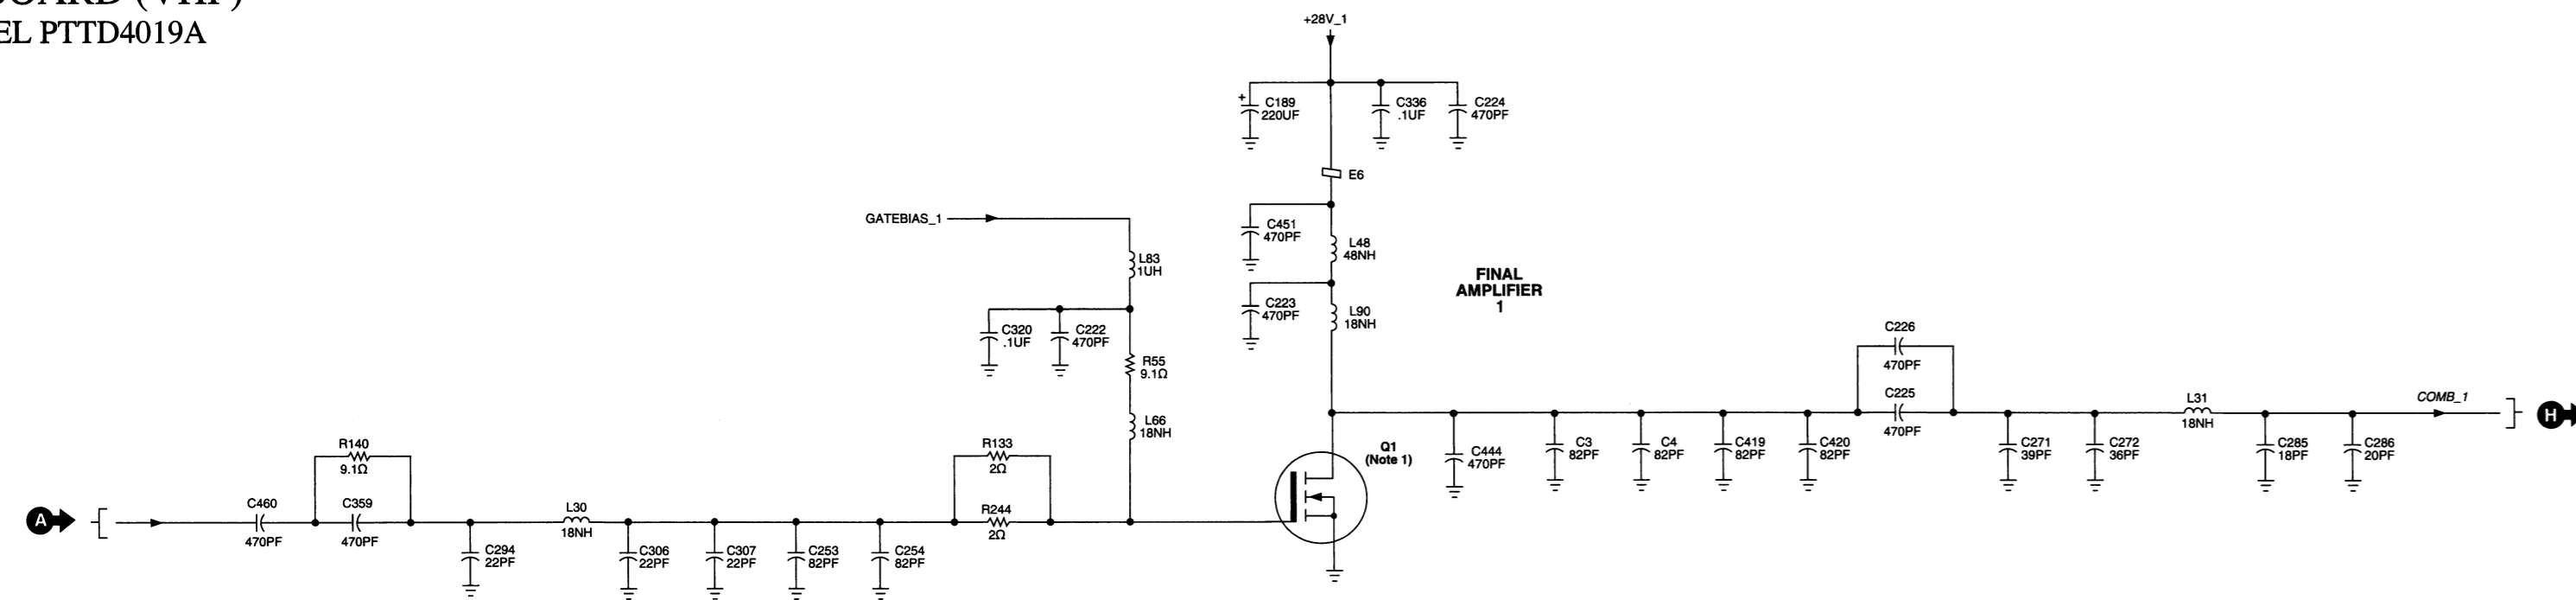 EL PTTD4019A
+28V_1
+
C189
220UF
C336
.1UF
C224
470PF
E6
GATEBIAS_1
C451
470PF
L48
48NH
L83
1UH
FINAL
AMPLIFIER
1
C223
470PF
L90
18NH
C320
.1UF
C222
470PF
R55
9.1Ω
C226
470PF
L66
18NH
C225
470PF
L31
18NH
COMB_1
H
R140
9.1Ω
R133
2Ω
Q1
(Note 1)
C444
470PF
C3
82PF
C4
82PF
C419
82PF
C420
82PF
C271
39PF
C272
36PF
C285
18PF
C286
20PF
A
C460
470PF
C359
470PF
L30
18NH
R244
2Ω
C294
22PF
C306
22PF
C307
22PF
C253
82PF
C254
82PF